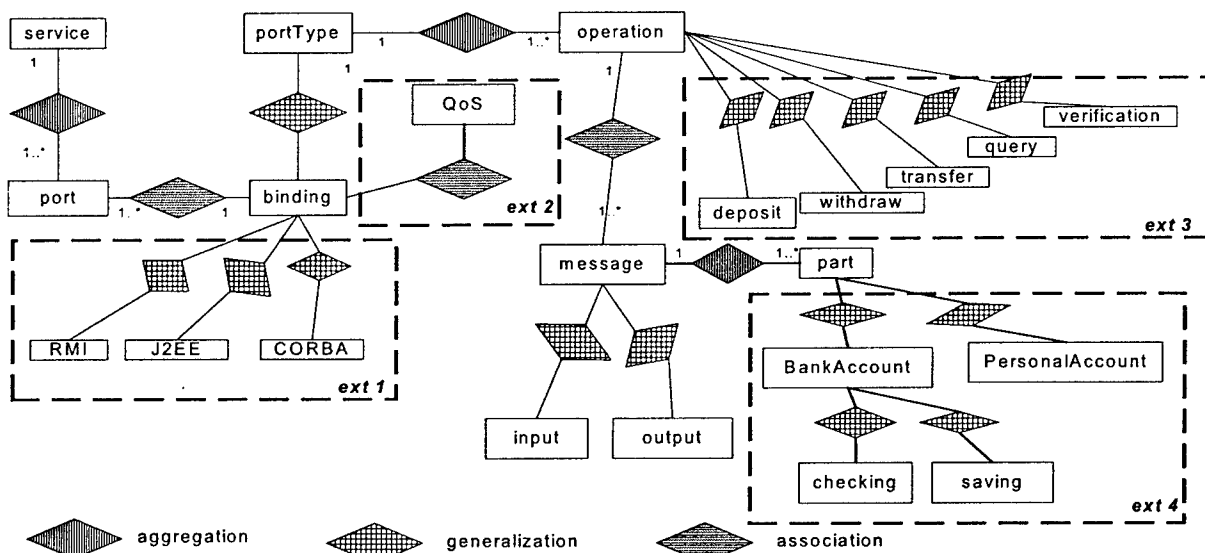 service
portType
operation
1
1
1..*
1
1
1
QoS
verification
query
transfer
withdraw
deposit
ext 3
1..*
port
1..*
1
binding
ext 2
1..*
message
1
1..*
part
RMI
J2EE
CORBA
ext 1
BankAccount
PersonalAccount
input
output
checking
saving
ext 4
aggregation
generalization
association